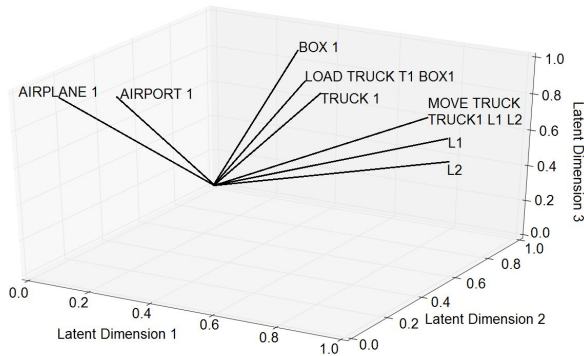 BOX 1
LOAD TRUCK T1 BOX1
AIRPLANE 1
AIRPORT 1
TRUCK 1
MOVE TRUCK
TRUCK1 L1 L2
L1
L2
1.0
0.8
0.6
0.4
0.2
0.0
Latent Dimension 3
1.0
0.8
0.6
0.4
0.2
0.0
Latent Dimension 2
0.0
0.2
0.4
0.6
0.8
1.0
Latent Dimension 1